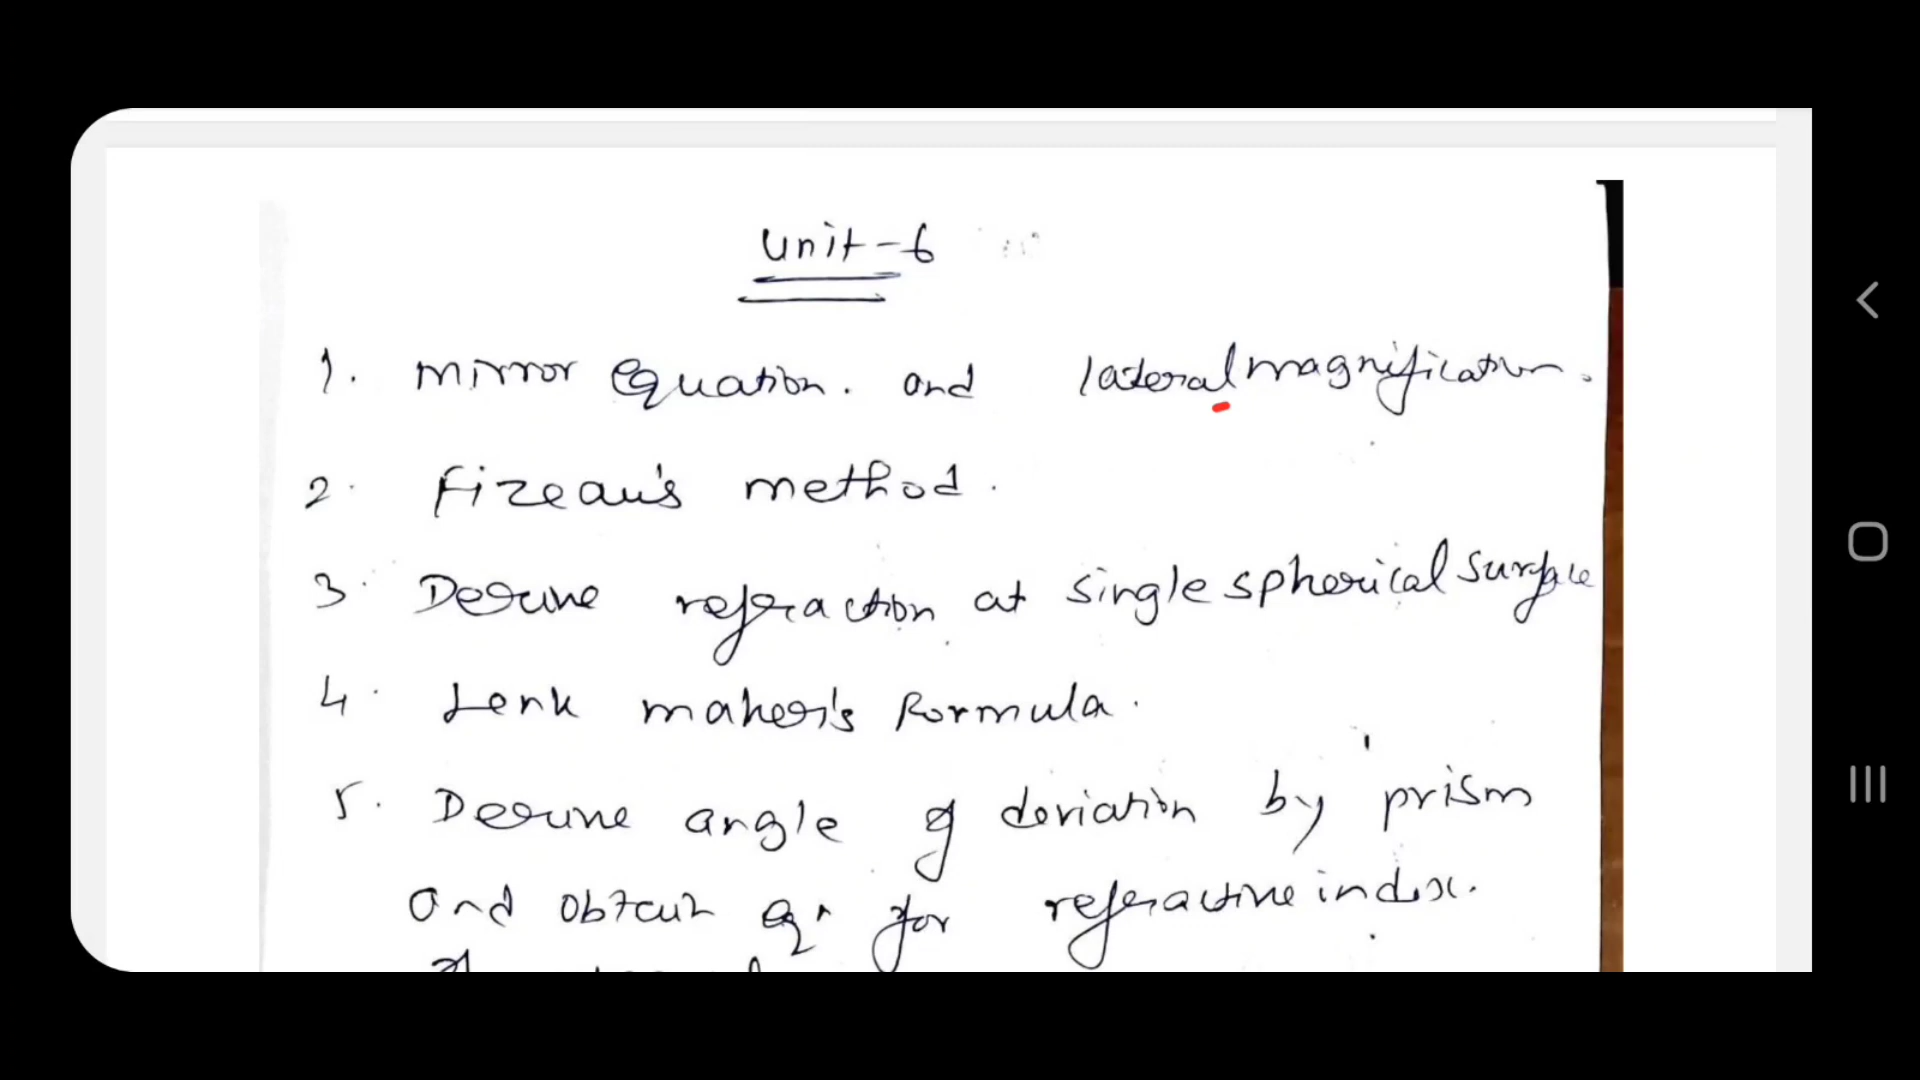 Unit-6
1. mirror equation. and lateral magnification.
2. Fizeau's method.
3. Derive refraction at single spherical surface
4. Lenk maker's Formula.
5. Derive angle of deviation by prism
and obtain eqn for refractive index.